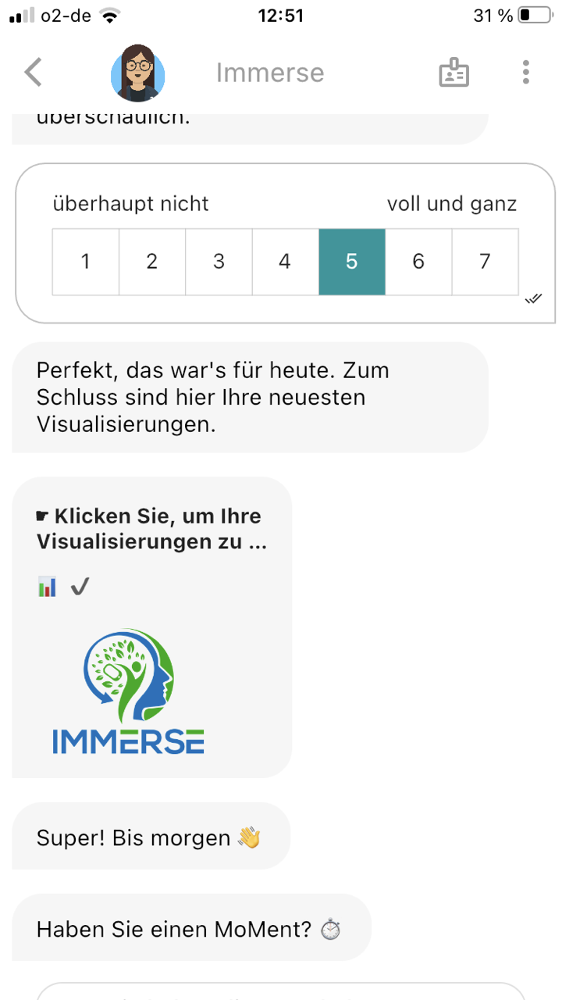 o2-de 12:51 31 %
Immerse
überschaulich.
überhaupt nicht voll und ganz
1 2 3 4 5 6 7
Perfekt, das war's für heute. Zum
Schluss sind hier Ihre neuesten
Visualisierungen.
☛ Klicken Sie, um Ihre
Visualisierungen zu ...
📊 ✔
IMMERSE
Super! Bis morgen 👋
Haben Sie einen MoMent? ⏱